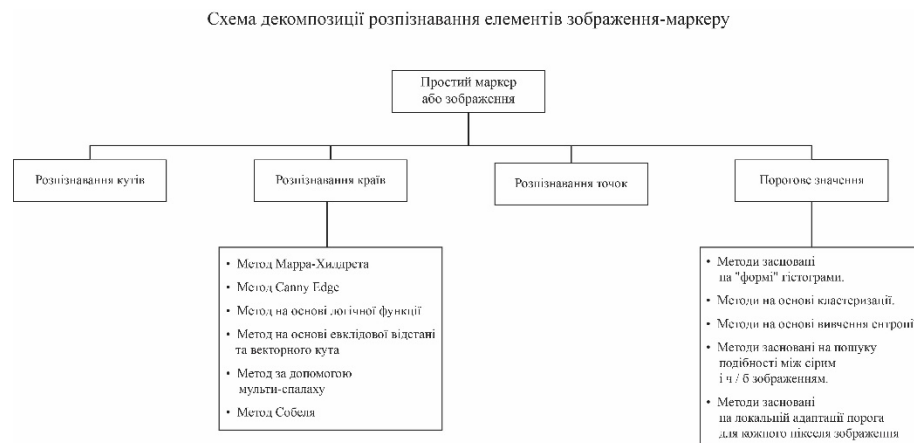 Схема декомпозиції розпізнавання елементів зображення-маркеру
Простий маркер
або зображення
Розпізнавання кутів
Розпізнавання країв
Розпізнавання точок
Порогове значення
• Метод Марра-Хилдрета
• Метод Canny Edge
• Метод на основі логічної функції
• Метод на основі евклідової відстані
та векторного кута
• Метод за допомогою
мульти-спалаху
• Метод Собеля
• Методи засновані
на "формі" гістограми.
• Методи на основі кластеризації.
• Методи на основі вивчення ентропії
• Методи засновані на пошуку
подібності між сірим
і ч / б зображенням.
• Методи засновані
на локальній адаптації порога
для кожного пікселя зображення